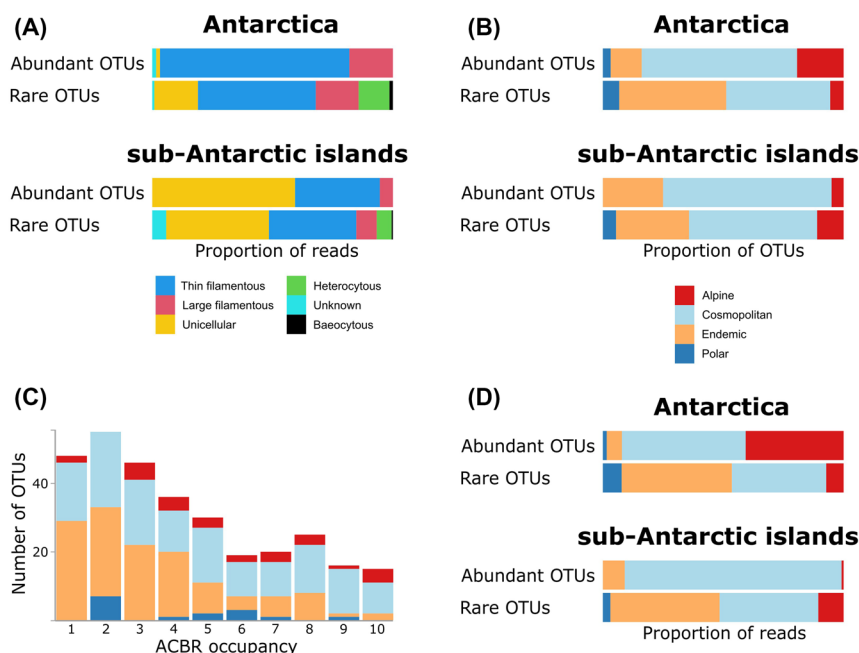 (A)
Antarctica
Abundant OTUs
Rare OTUs
sub-Antarctic islands
Abundant OTUs
Rare OTUs
Proportion of reads
Thin filamentous
Large filamentous
Unicellular
Heterocytous
Unknown
Baeocytous
(B)
Antarctica
Abundant OTUs
Rare OTUs
sub-Antarctic islands
Abundant OTUs
Rare OTUs
Proportion of OTUs
Alpine
Cosmopolitan
Endemic
Polar
(C)
Number of OTUs
40
20
1 2 3 4 5 6 7 8 9 10
ACBR occupancy
(D)
Antarctica
Abundant OTUs
Rare OTUs
sub-Antarctic islands
Abundant OTUs
Rare OTUs
Proportion of reads